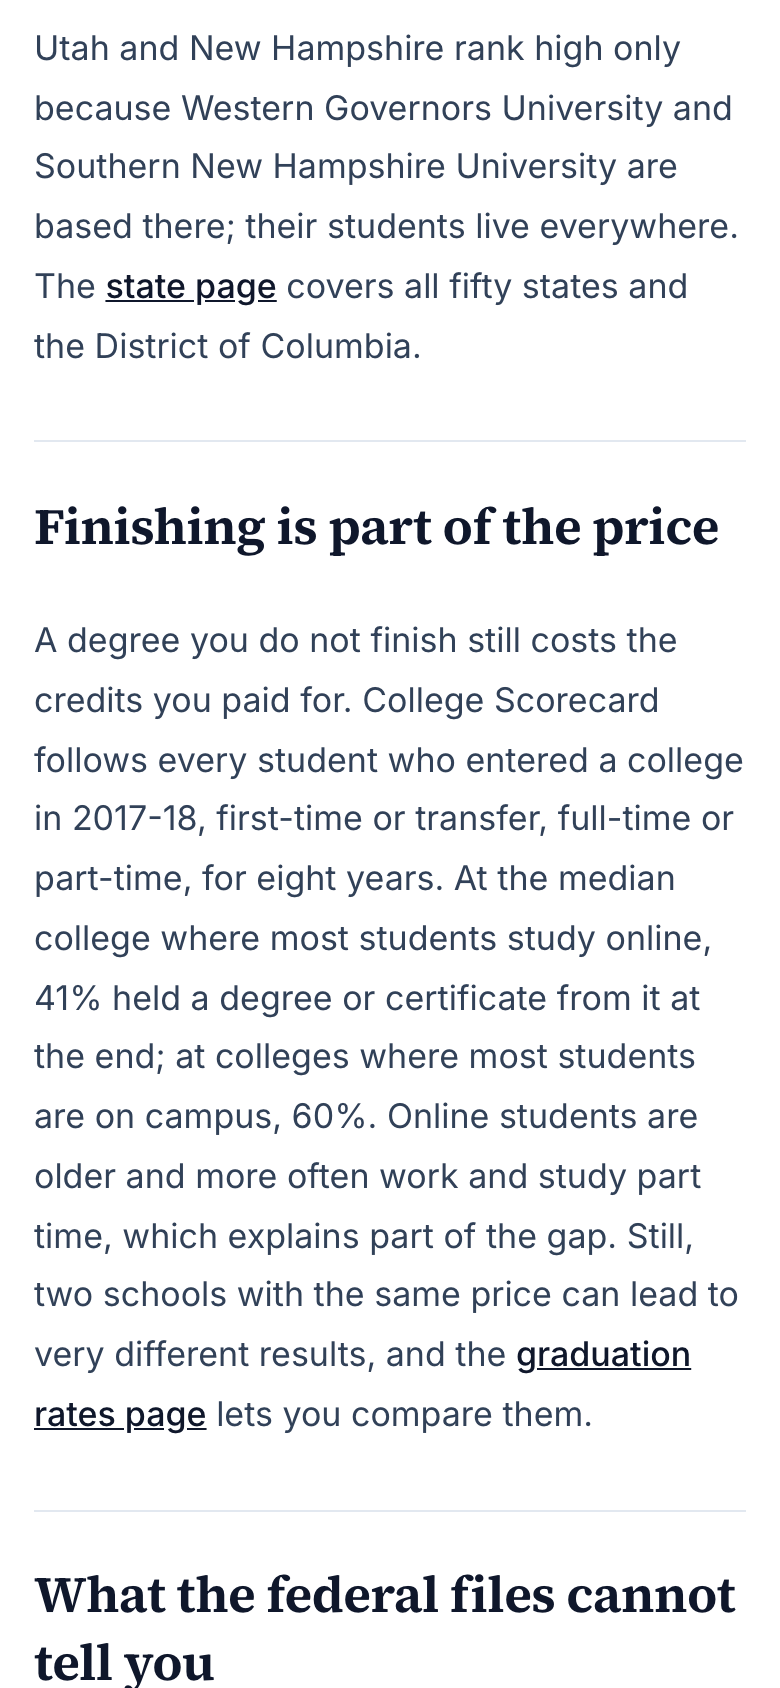 Utah and New Hampshire rank high only
because Western Governors University and
Southern New Hampshire University are
based there; their students live everywhere.
The state page covers all fifty states and
the District of Columbia.
Finishing is part of the price
A degree you do not finish still costs the
credits you paid for. College Scorecard
follows every student who entered a college
in 2017-18, first-time or transfer, full-time or
part-time, for eight years. At the median
college where most students study online,
41% held a degree or certificate from it at
the end; at colleges where most students
are on campus, 60%. Online students are
older and more often work and study part
time, which explains part of the gap. Still,
two schools with the same price can lead to
very different results, and the graduation
rates page lets you compare them.
What the federal files cannot
tell you